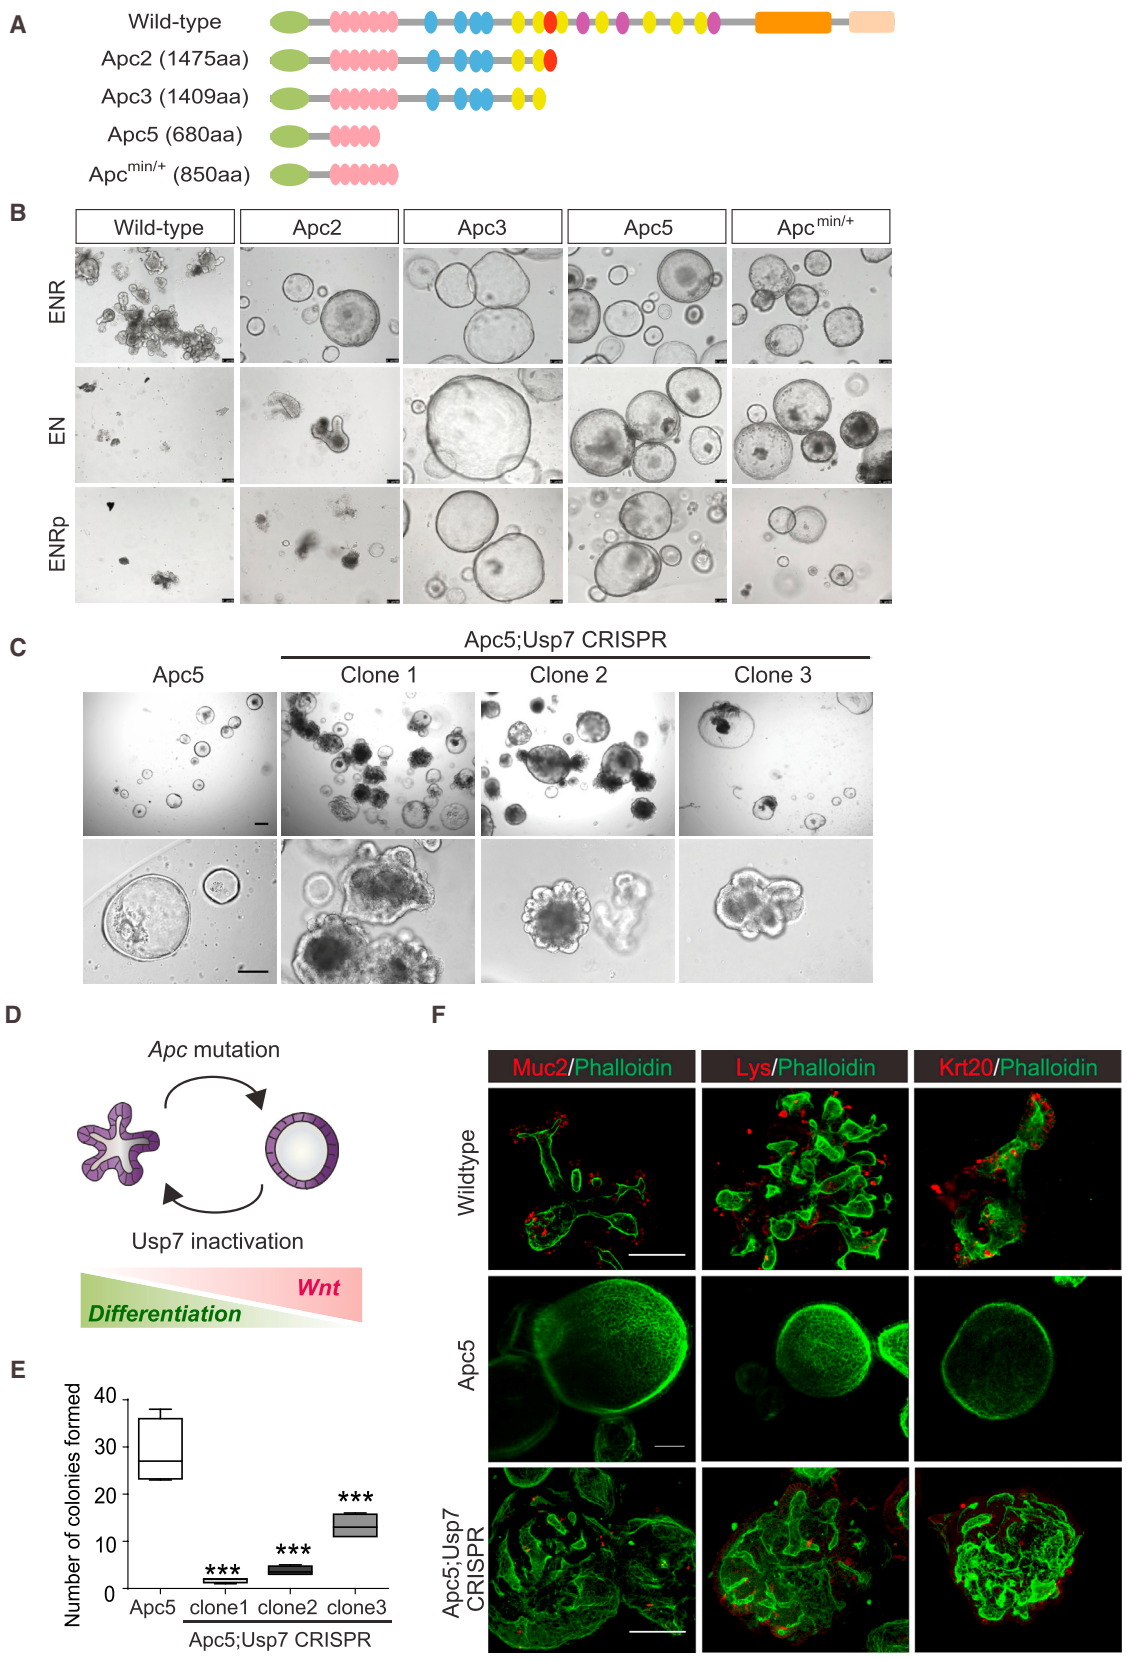 A
Wild-type
Apc2 (1475aa)
Apc3 (1409aa)
Apc5 (680aa)
Apcmin/+ (850aa)
B
Wild-type
Apc2
Apc3
Apc5
Apc min/+
ENR
EN
ENRp
C
Apc5;Usp7 CRISPR
Apc5
Clone 1
Clone 2
Clone 3
D
Apc mutation
Usp7 inactivation
Wnt
Differentiation
E
Number of colonies formed
40
30
20
10
0
***
***
***
Apc5
clone1
clone2
clone3
Apc5;Usp7 CRISPR
F
Muc2/Phalloidin
Lys/Phalloidin
Krt20/Phalloidin
Wildtype
Apc5
Apc5;Usp7
CRISPR